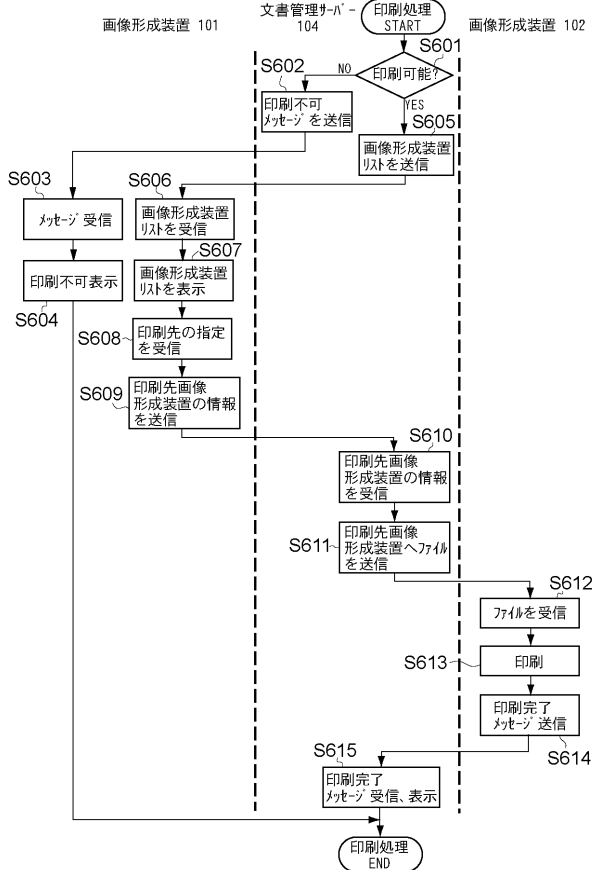 画像形成装置 101
文書管理サーバー
104
画像形成装置 102
印刷処理
START
S601
印刷可能?
NO
YES
S602
印刷不可
メッセージを送信
S605
画像形成装置
リストを送信
S603
メッセージ受信
S606
画像形成装置
リストを受信
S607
画像形成装置
リストを表示
印刷不可表示
S604
S608
印刷先の指定
を受信
S609
印刷先画像
形成装置の情報
を送信
S610
印刷先画像
形成装置の情報
を受信
S611
印刷先画像
形成装置へファイル
を送信
S612
ファイルを受信
S613
印刷
印刷完了
メッセージ送信
S614
S615
印刷完了
メッセージ受信、表示
印刷処理
END